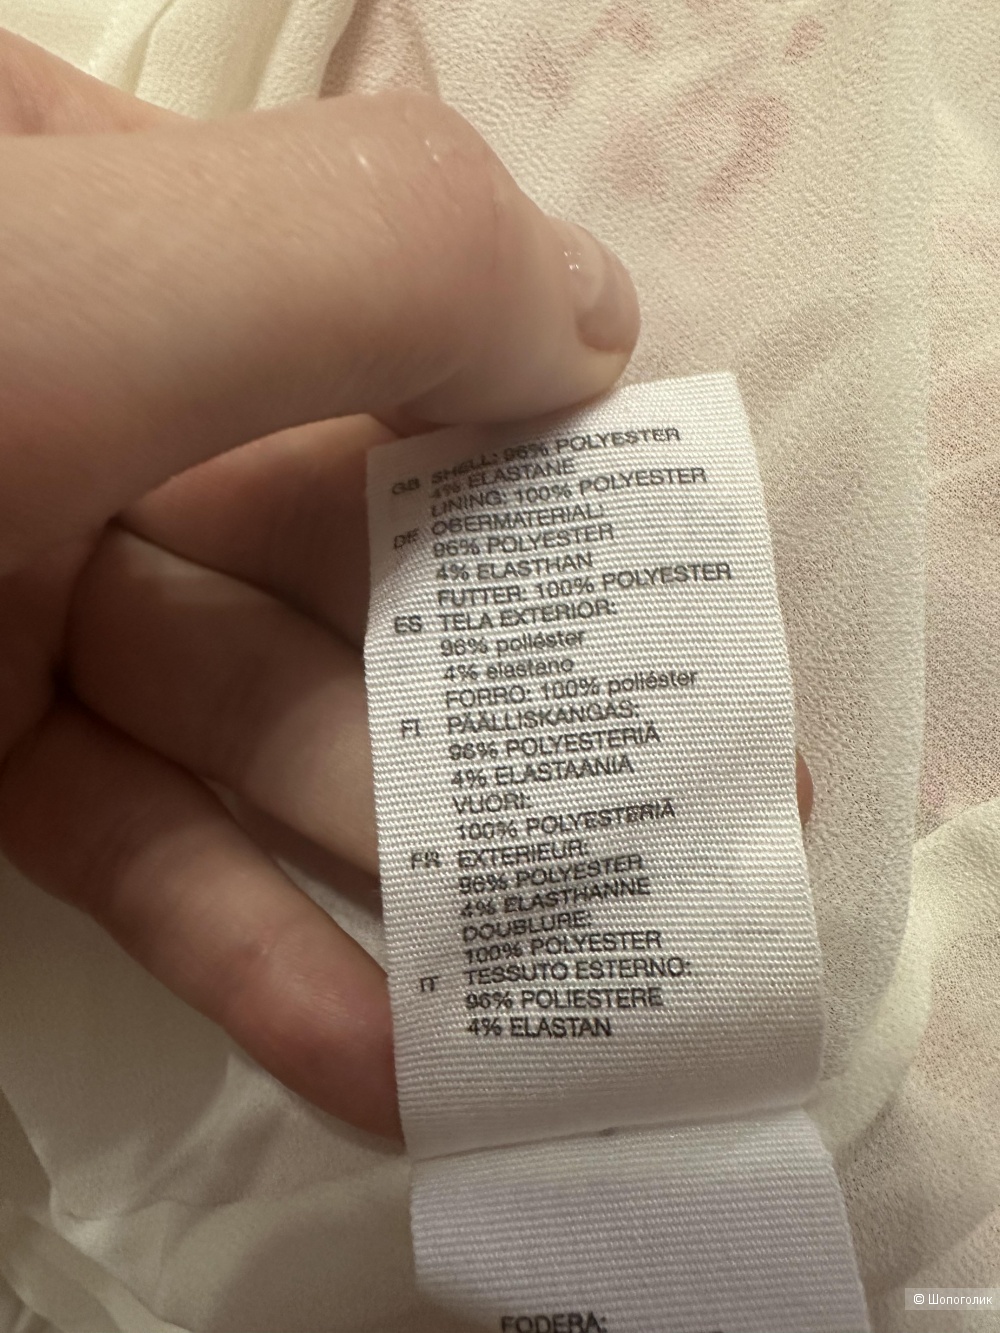 GB SHELL: 96% POLYESTER
4% ELASTANE
LINING: 100% POLYESTER
DE OBERMATERIAL:
96% POLYESTER
4% ELASTHAN
FUTTER: 100% POLYESTER
ES TELA EXTERIOR:
96% poliéster
4% elastano
FORRO: 100% poliéster
FI PÄÄLLISKANGAS:
96% POLYESTERIÄ
4% ELASTAANIA
VUORI:
100% POLYESTERIÄ
FR EXTERIEUR:
96% POLYESTER
4% ELASTHANNE
DOUBLURE:
100% POLYESTER
IT TESSUTO ESTERNO:
96% POLIESTERE
4% ELASTAN
FODERA:
© Шопоголик